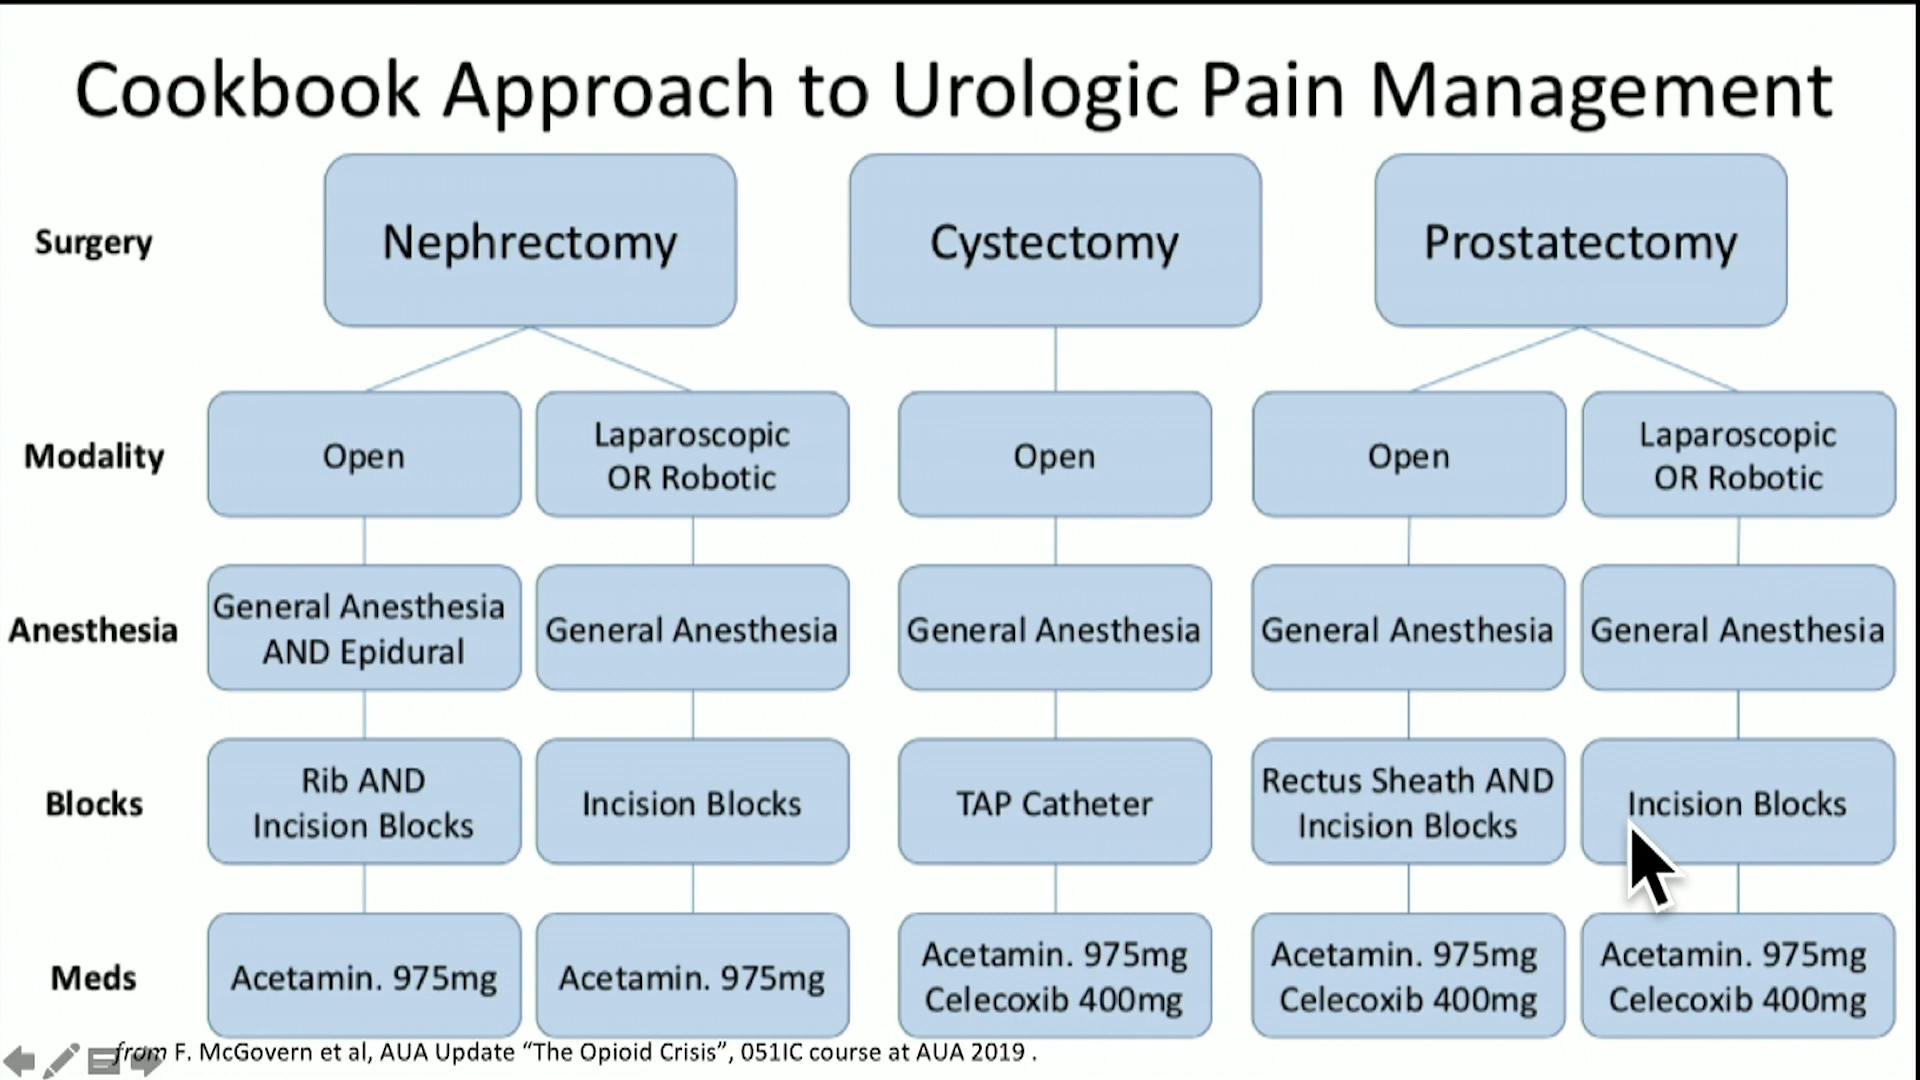 Cookbook Approach to Urologic Pain Management
Surgery
Nephrectomy
Cystectomy
Prostatectomy
Modality
Open
Laparoscopic
OR Robotic
Open
Open
Laparoscopic
OR Robotic
Anesthesia
General Anesthesia
AND Epidural
General Anesthesia
General Anesthesia
General Anesthesia
General Anesthesia
Blocks
Rib AND
Incision Blocks
Incision Blocks
TAP Catheter
Rectus Sheath AND
Incision Blocks
Incision Blocks
Meds
Acetamin. 975mg
Acetamin. 975mg
Acetamin. 975mg
Celecoxib 400mg
Acetamin. 975mg
Celecoxib 400mg
Acetamin. 975mg
Celecoxib 400mg
from F. McGovern et al, AUA Update “The Opioid Crisis”, 051IC course at AUA 2019 .